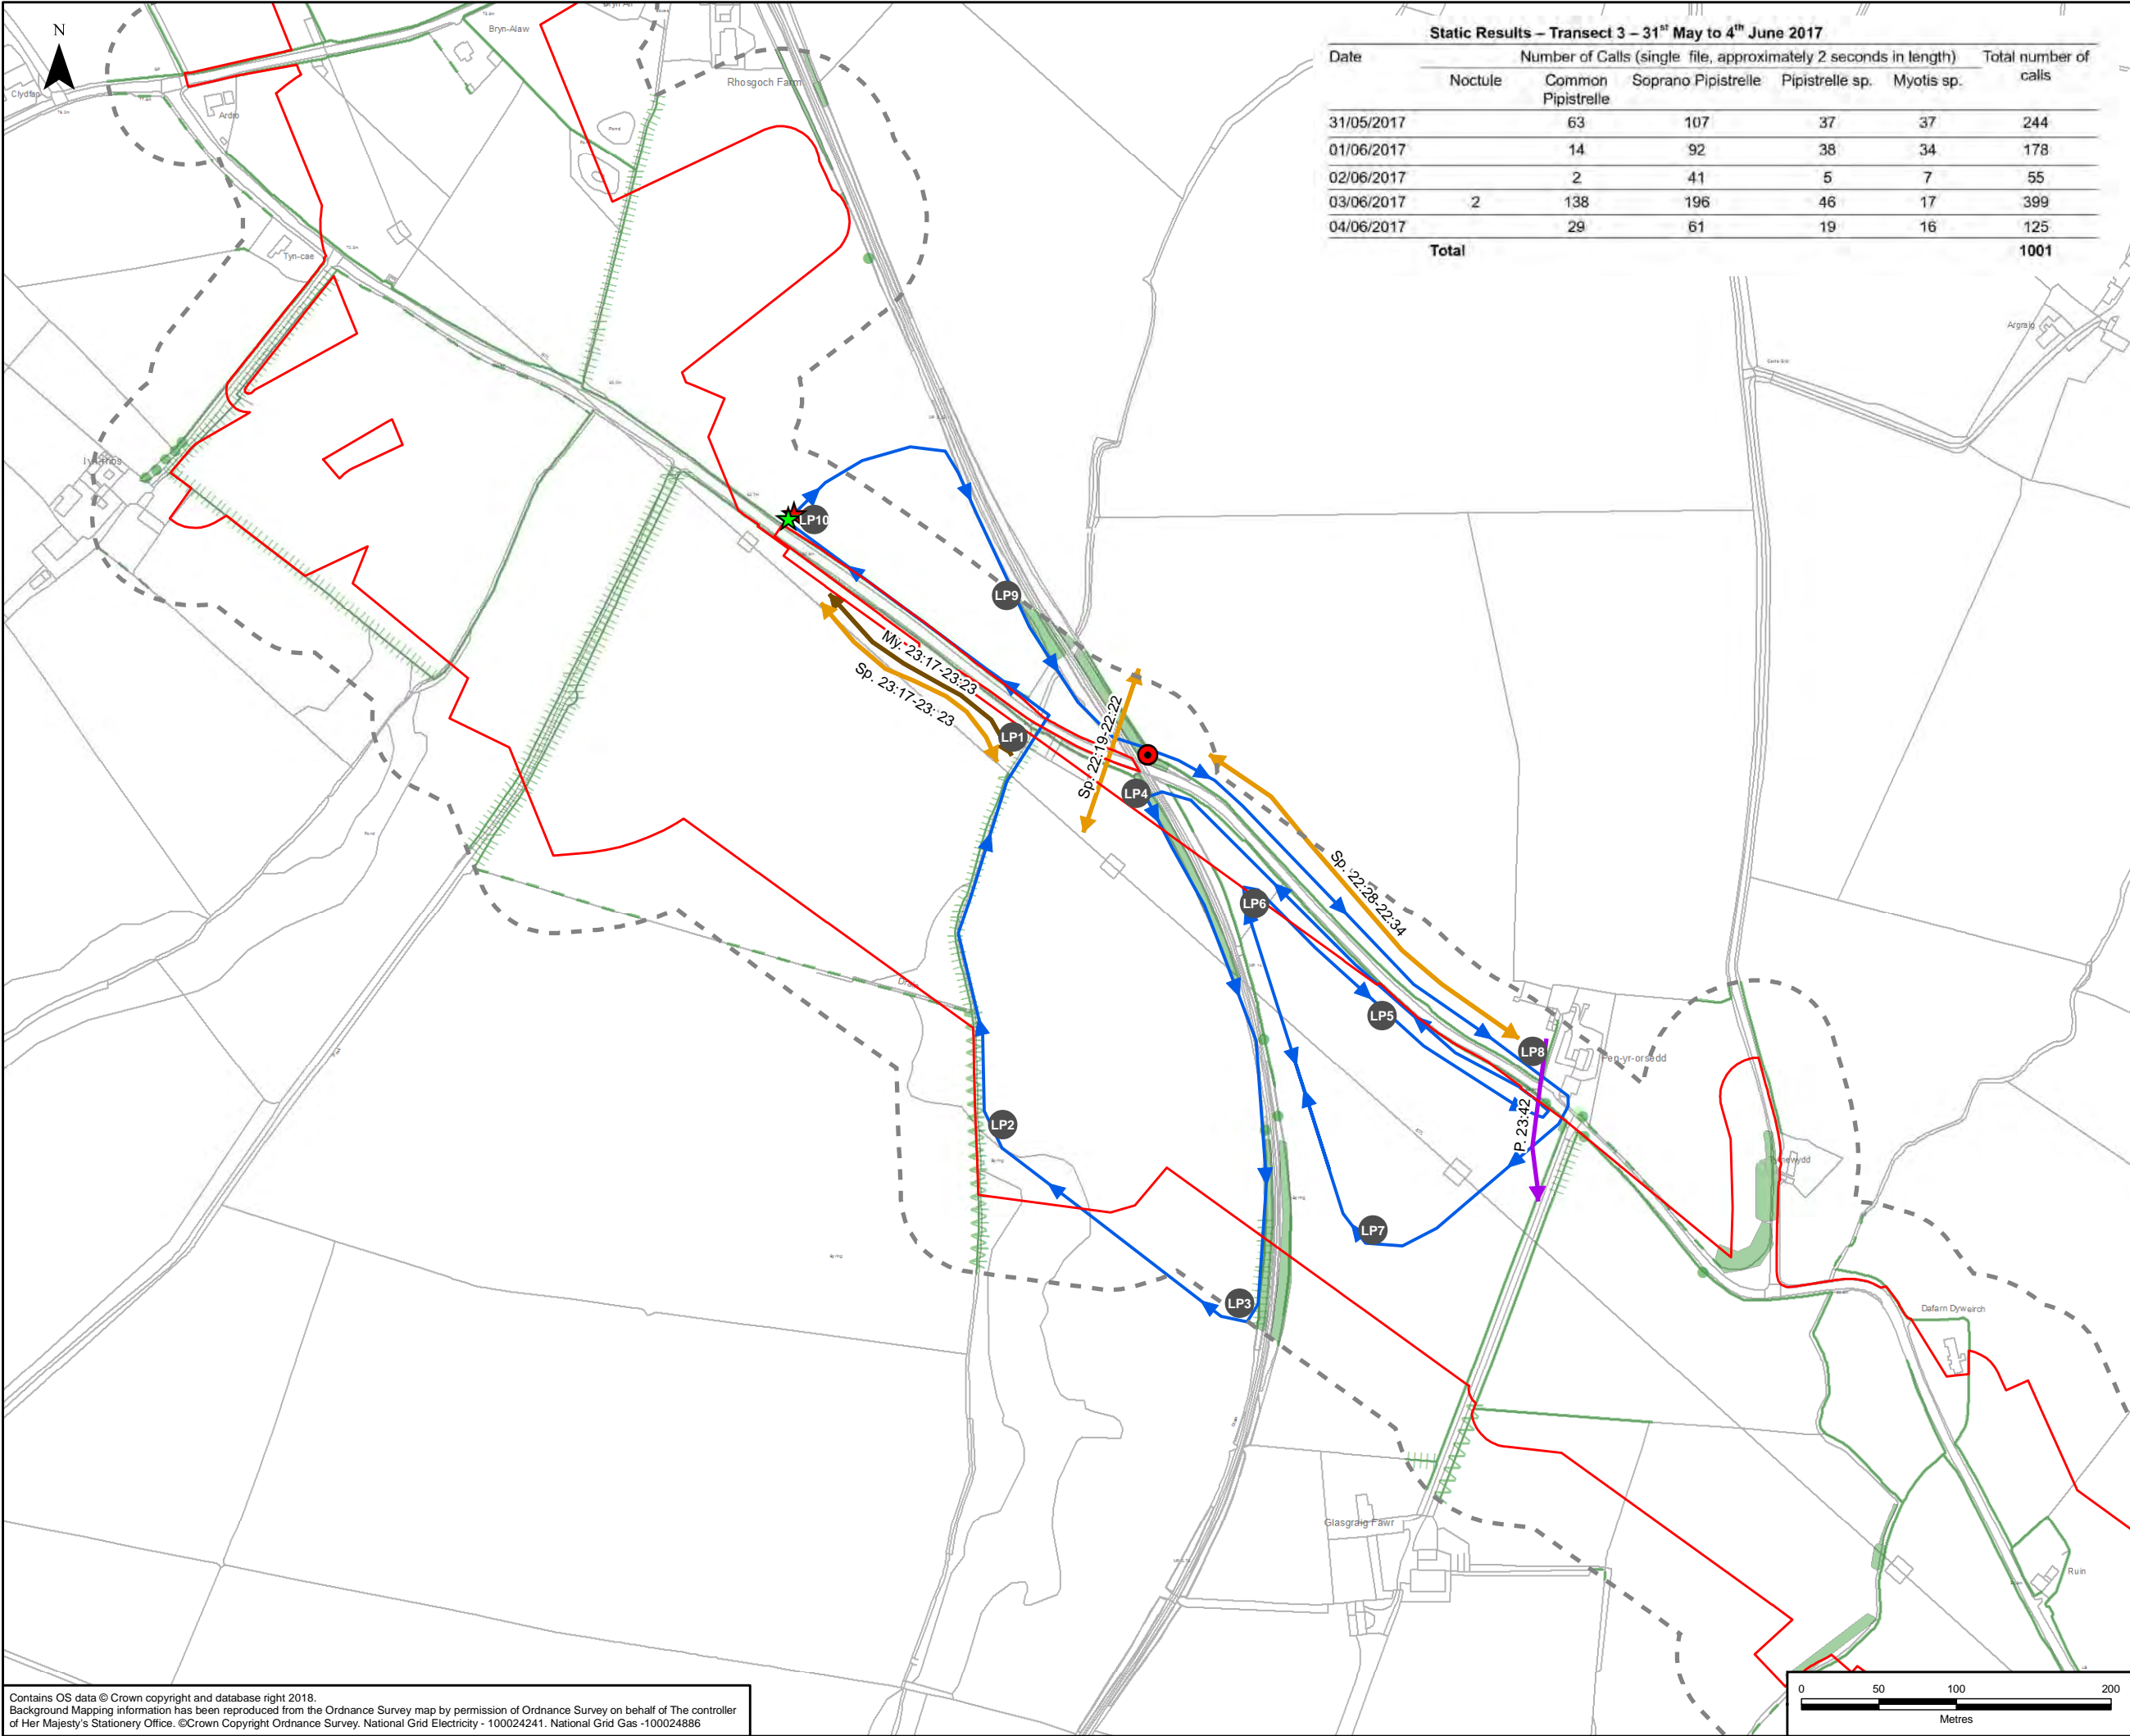 N
Bryn-Alaw
Rhosgoch Farm
Clydfan
Ardro
Pond
Tyn-cae
Static Results – Transect 3 – 31st May to 4th June 2017
Date Number of Calls (single file, approximately 2 seconds in length) Total number of calls
Noctule Common Pipistrelle Soprano Pipistrelle Pipistrelle sp. Myotis sp.
31/05/2017 63 107 37 37 244
01/06/2017 14 92 38 34 178
02/06/2017 2 41 5 7 55
03/06/2017 2 138 196 46 17 399
04/06/2017 29 61 19 16 125
Total 1001
Argraig
LP10
LP9
My. 23:17-23:23
Sp. 23:17-23: 23
LP1
Sp. 22:19-22:22
LP4
Sp. 22:28-22:34
LP6
Drain
LP5
LP8
Pen-yr-orsedd
P. 23:42
LP2
LP7
LP3
Dafarn Dyweirch
Glasgraig Fawr
Ruin
Contains OS data © Crown copyright and database right 2018.
Background Mapping information has been reproduced from the Ordnance Survey map by permission of Ordnance Survey on behalf of The controller
of Her Majesty's Stationery Office. ©Crown Copyright Ordnance Survey. National Grid Electricity - 100024241. National Grid Gas -100024886
0 50 100 200
Metres